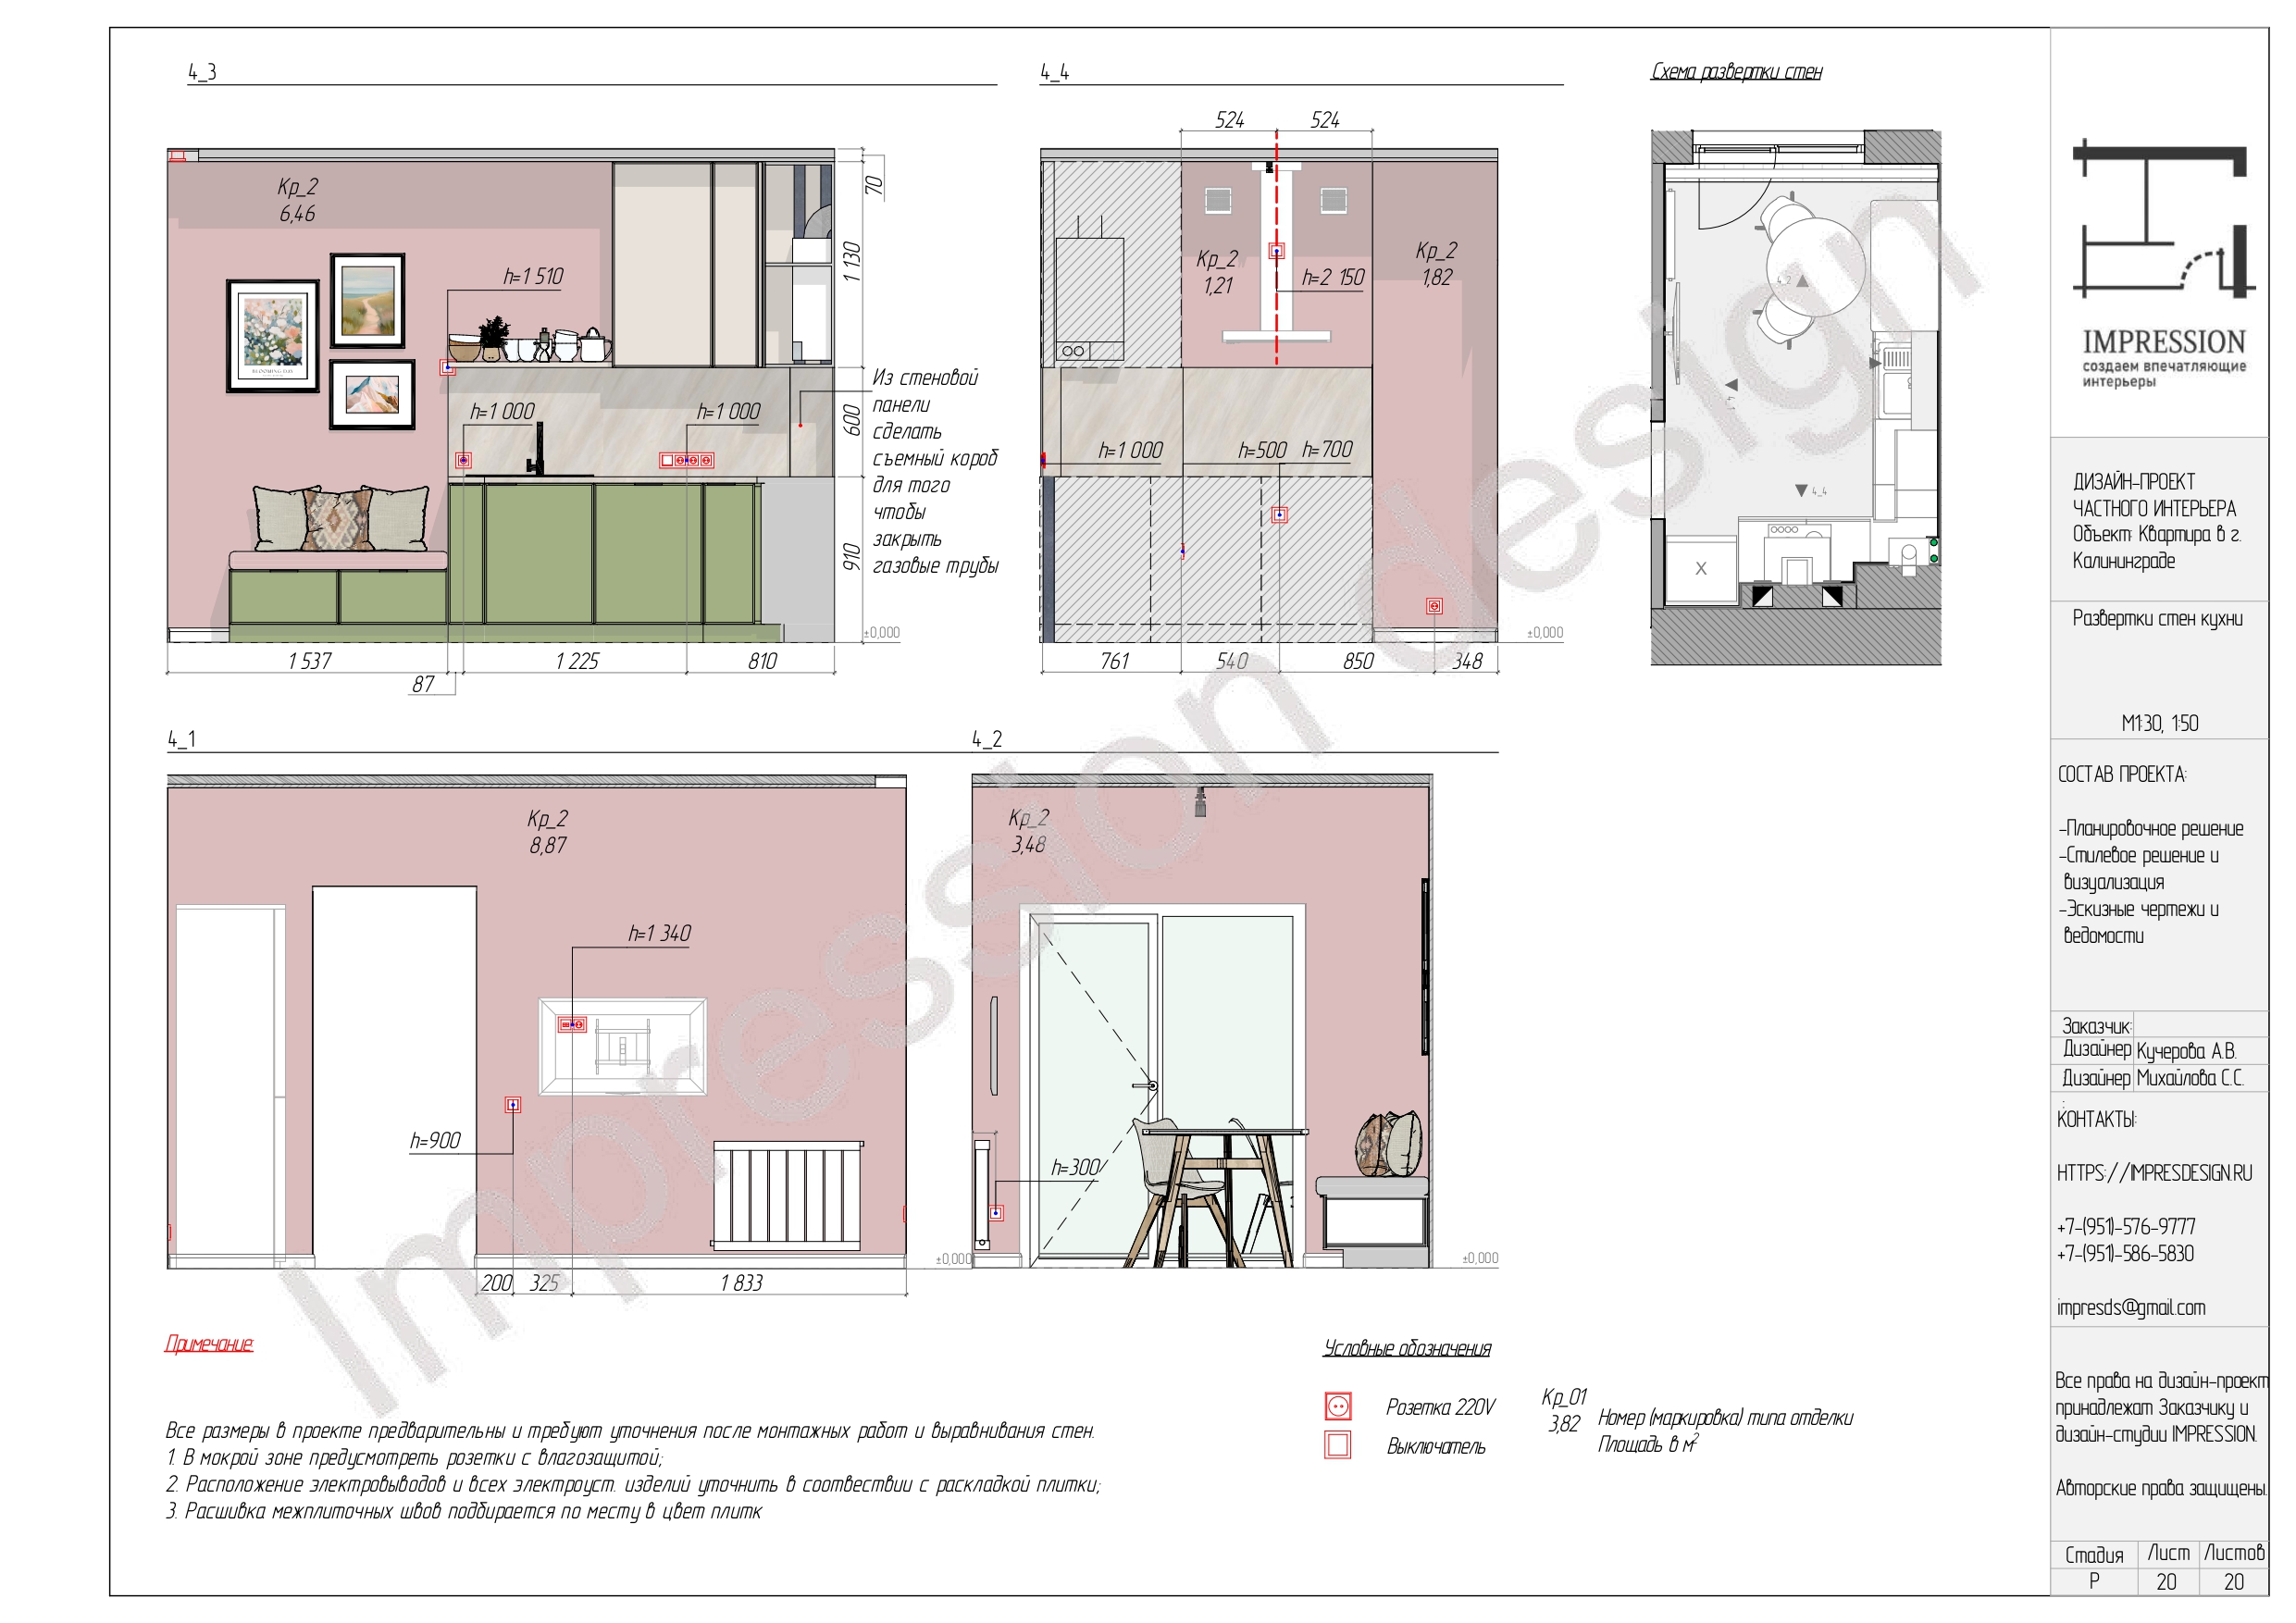 4_3
Кр_2
6,46
h=1 510
h=1 000
h=1 000
70
1 130
600
910
Из стеновой
панели
сделать
съемный короб
для того
чтобы
закрыть
газовые трубы
±0,000
1 537
87
1 225
810
4_4
524
524
Кр_2
1,21
h=2 150
Кр_2
1,82
h=1 000
h=500
h=700
±0,000
761
540
850
348
Схема развертки стен
4_2
4_4
X
4_1
Кр_2
8,87
h=1 340
h=900
200
325
1 833
±0,000
4_2
Кр_2
3,48
h=300
±0,000
Impression design
Примечание:
Все размеры в проекте предварительны и требуют уточнения после монтажных работ и выравнивания стен.
1. В мокрой зоне предусмотреть розетки с влагозащитой;
2. Расположение электровыводов и всех электроуст. изделий уточнить в соотвествии с раскладкой плитки;
3. Расшивка межплиточных швов подбирается по месту в цвет плитк
Условные обозначения
Розетка 220V
Выключатель
Кр_01
3,82
Номер (маркировка) типа отделки
Площадь в м2
IMPRESSION
создаем впечатляющие
интерьеры
ДИЗАЙН-ПРОЕКТ
ЧАСТНОГО ИНТЕРЬЕРА
Объект: Квартира в г.
Калининграде
Развертки стен кухни
М1:30, 1:50
СОСТАВ ПРОЕКТА:
-Планировочное решение
-Стилевое решение и
визуализация
-Эскизные чертежи и
ведомости
Заказчик:
Дизайнер Кучерова А.В.
Дизайнер Михайлова С.С.
:
КОНТАКТЫ:
HTTPS://IMPRESDESIGN.RU
+7-(951)-576-9777
+7-(951)-586-5830
impresds@gmail.com
Все права на дизайн-проект
принадлежат Заказчику и
дизайн-студии IMPRESSION.
Авторские права защищены.
Стадия Лист Листов
Р 20 20